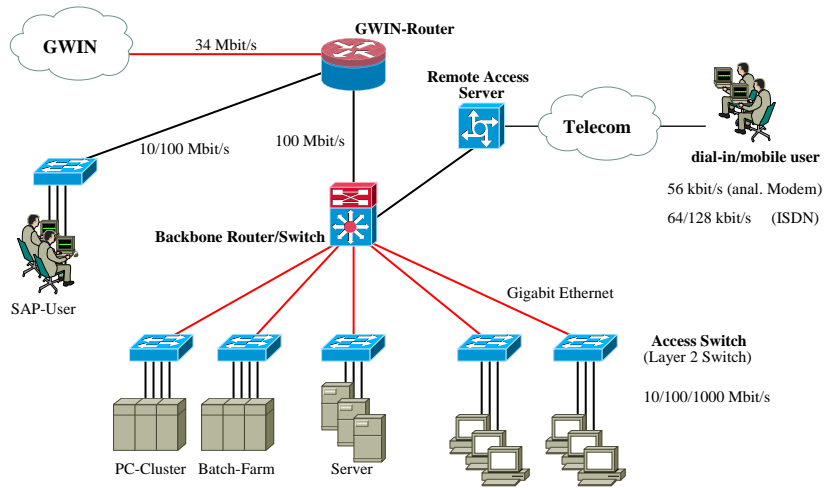 GWIN-Router
GWIN
34 Mbit/s
Remote Access
Server
Telecom
10/100 Mbit/s
100 Mbit/s
dial-in/mobile user
56 kbit/s (anal. Modem)
64/128 kbit/s (ISDN)
Backbone Router/Switch
SAP-User
Gigabit Ethernet
Access Switch
(Layer 2 Switch)
10/100/1000 Mbit/s
PC-Cluster
Batch-Farm
Server